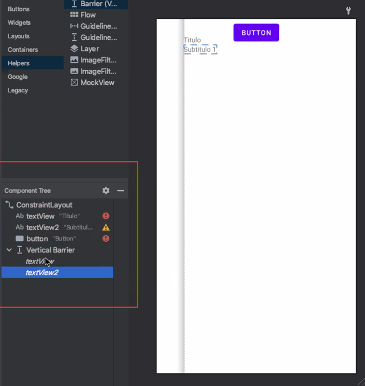 Buttons
Widgets
Layouts
Containers
Helpers
Google
Legacy
Barrier (V...
Flow
Guideline...
Guideline...
Layer
ImageFilt...
ImageFilt...
MockView
BUTTON
Titulo
Subtitulo 1
Component Tree
ConstraintLayout
Ab textView "Titulo"
Ab textView2 "Subtitul...
button "Button"
Vertical Barrier
textView
textView2